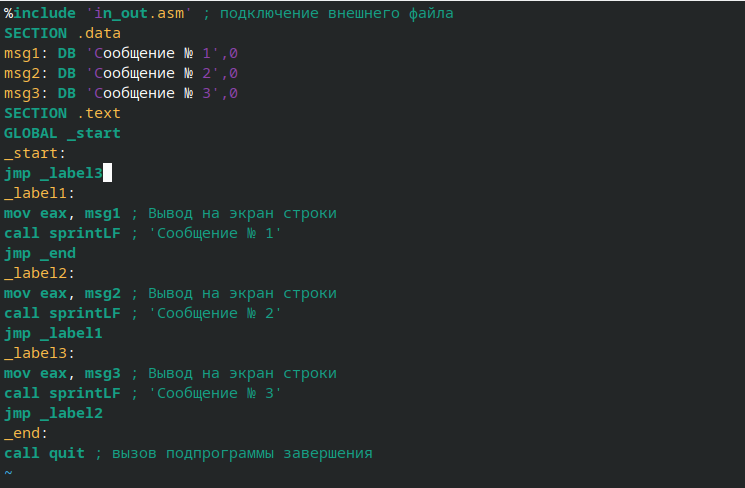 %include 'in_out.asm' ; подключение внешнего файла
SECTION .data
msg1: DB 'Сообщение № 1',0
msg2: DB 'Сообщение № 2',0
msg3: DB 'Сообщение № 3',0
SECTION .text
GLOBAL _start
_start:
jmp _label3
_label1:
mov eax, msg1 ; Вывод на экран строки
call sprintLF ; 'Сообщение № 1'
jmp _end
_label2:
mov eax, msg2 ; Вывод на экран строки
call sprintLF ; 'Сообщение № 2'
jmp _label1
_label3:
mov eax, msg3 ; Вывод на экран строки
call sprintLF ; 'Сообщение № 3'
jmp _label2
_end:
call quit ; вызов подпрограммы завершения
~